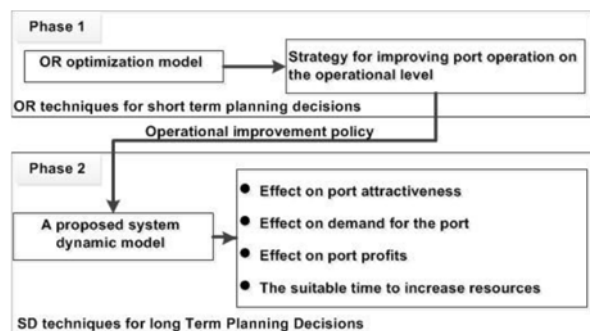 Phase 1
OR optimization model
Strategy for improving port operation on
the operational level
OR techniques for short term planning decisions
Operational improvement policy
Phase 2
A proposed system
dynamic model
● Effect on port attractiveness
● Effect on demand for the port
● Effect on port profits
● The suitable time to increase resources
SD techniques for long Term Planning Decisions